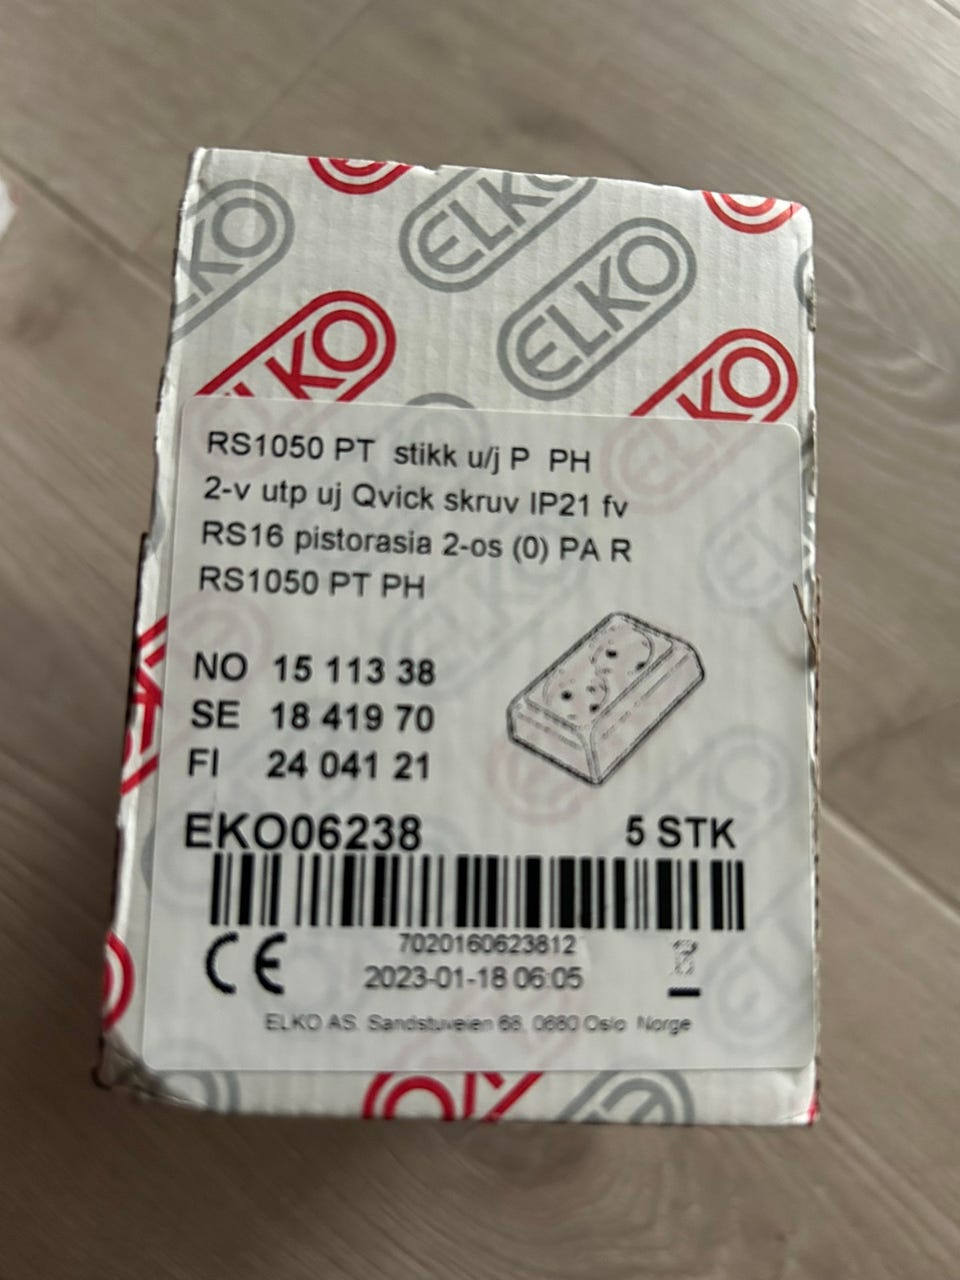 ELKO
ELKO
ELKO
ELKO
ELKO
RS1050 PT stikk u/j P PH
2-v utp uj Qvick skruv IP21 fv
RS16 pistorasia 2-os (0) PA R
RS1050 PT PH
NO 15 113 38
SE 18 419 70
FI 24 041 21
EKO06238 5 STK
7020160623812
CE 2023-01-18 06:05
ELKO AS. Sandstuveien 68, 0680 Oslo Norge